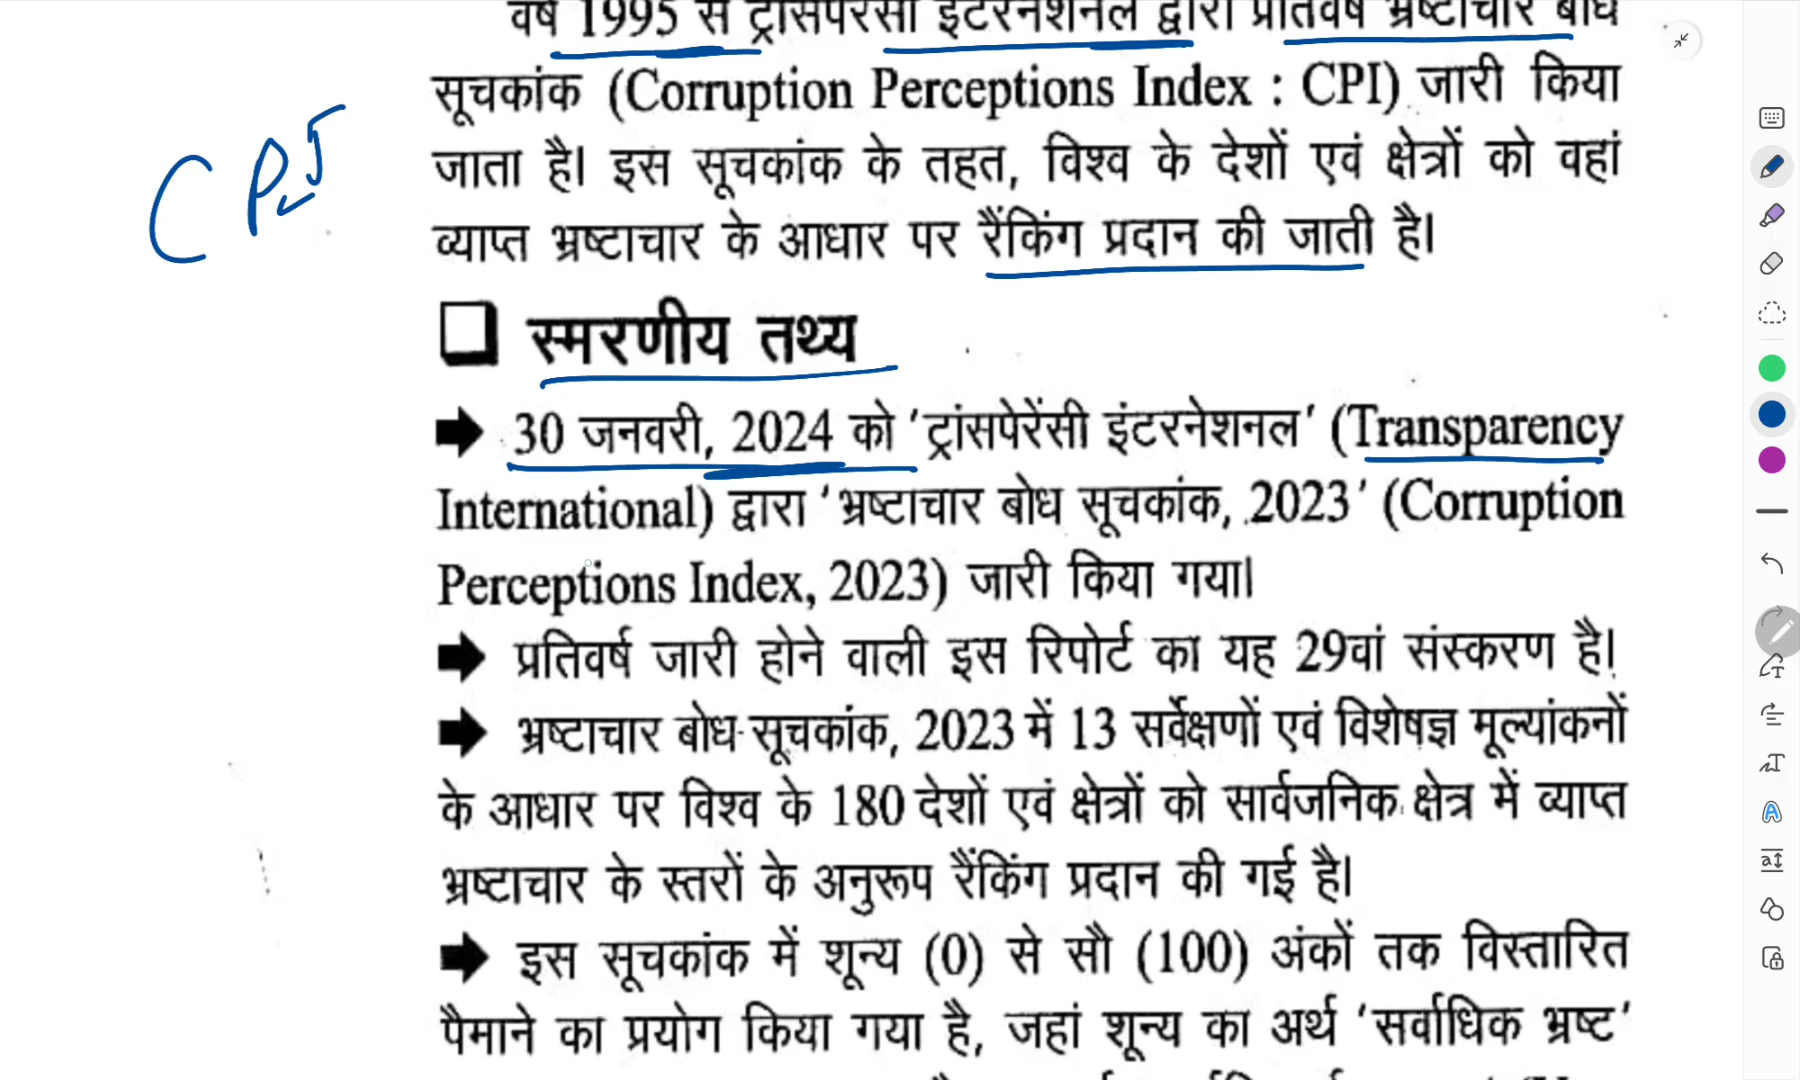 वर्ष 1995 से ट्रांसपेरेंसी इंटरनेशनल द्वारा प्रतिवर्ष भ्रष्टाचार बोध
सूचकांक (Corruption Perceptions Index : CPI) जारी किया
जाता है। इस सूचकांक के तहत, विश्व के देशों एवं क्षेत्रों को वहां
व्याप्त भ्रष्टाचार के आधार पर रैंकिंग प्रदान की जाती है।
CPI
स्मरणीय तथ्य
30 जनवरी, 2024 को 'ट्रांसपेरेंसी इंटरनेशनल' (Transparency
International) द्वारा 'भ्रष्टाचार बोध सूचकांक, 2023' (Corruption
Perceptions Index, 2023) जारी किया गया।
प्रतिवर्ष जारी होने वाली इस रिपोर्ट का यह 29वां संस्करण है।
भ्रष्टाचार बोध सूचकांक, 2023 में 13 सर्वेक्षणों एवं विशेषज्ञ मूल्यांकनों
के आधार पर विश्व के 180 देशों एवं क्षेत्रों को सार्वजनिक क्षेत्र में व्याप्त
भ्रष्टाचार के स्तरों के अनुरूप रैंकिंग प्रदान की गई है।
इस सूचकांक में शून्य (0) से सौ (100) अंकों तक विस्तारित
पैमाने का प्रयोग किया गया है, जहां शून्य का अर्थ 'सर्वाधिक भ्रष्ट'